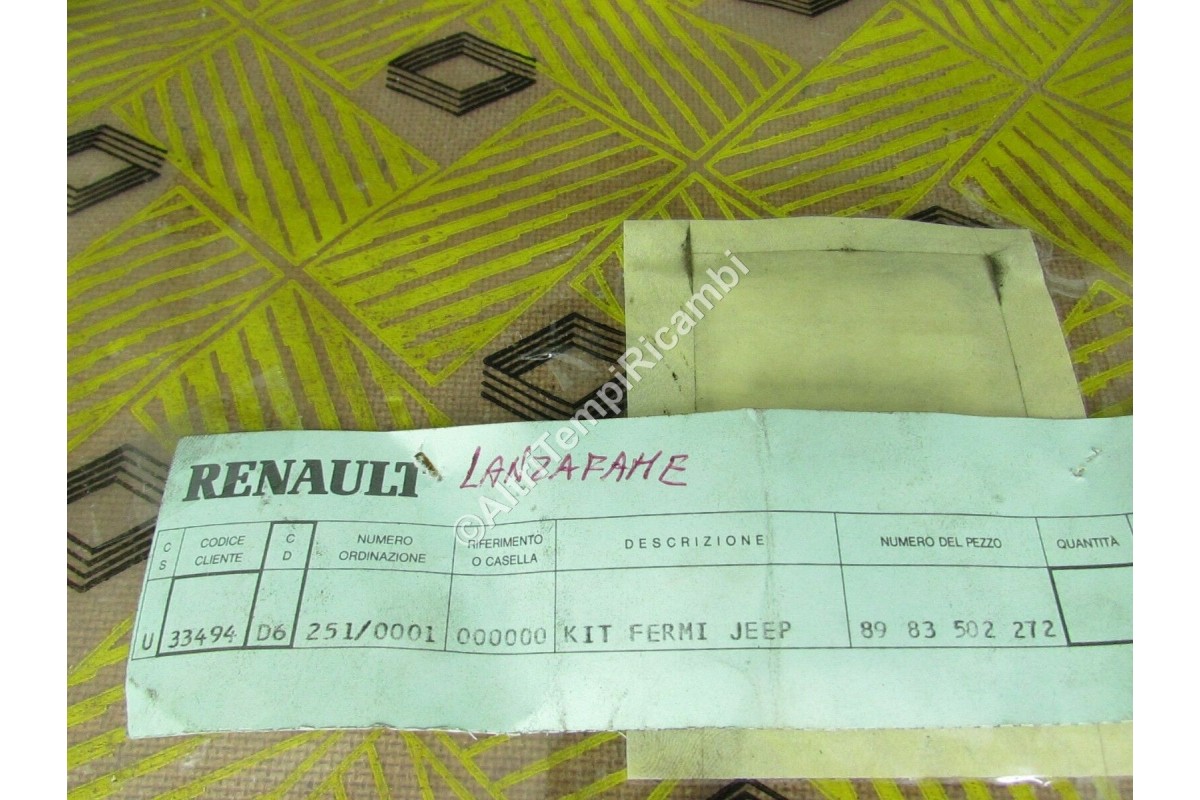 RENAULT LANZAFAME
C S CODICE CLIENTE C D NUMERO ORDINAZIONE RIFERIMENTO O CASELLA DESCRIZIONE NUMERO DEL PEZZO QUANTITÀ
U 33494 D6 251/0001 000000 KIT FERMI JEEP 89 83 502 272
©AltriTempiRicambi